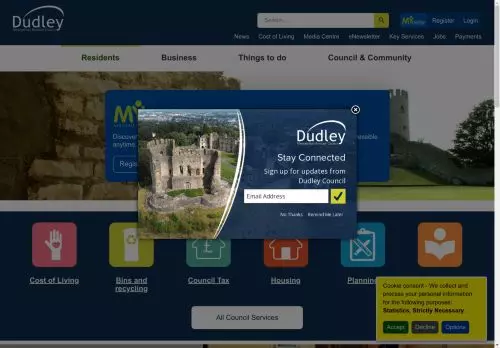 Dudley
Search...
My
Register
Login
News
Cost of Living
Media Centre
eNewsletter
Key Services
Jobs
Payments
Residents
Business
Things to do
Council & Community
Discove
essible
anytime.
Regis
Dudley
Stay Connected
Sign up for updates from
Dudley Council
Email Address
No Thanks
Remind Me Later
Cost of Living
Bins and
recycling
Council Tax
Housing
Planning
All Council Services
Cookie consent - We collect and
process your personal information
for the following purposes:
Statistics, Strictly Necessary.
Accept
Decline
Options